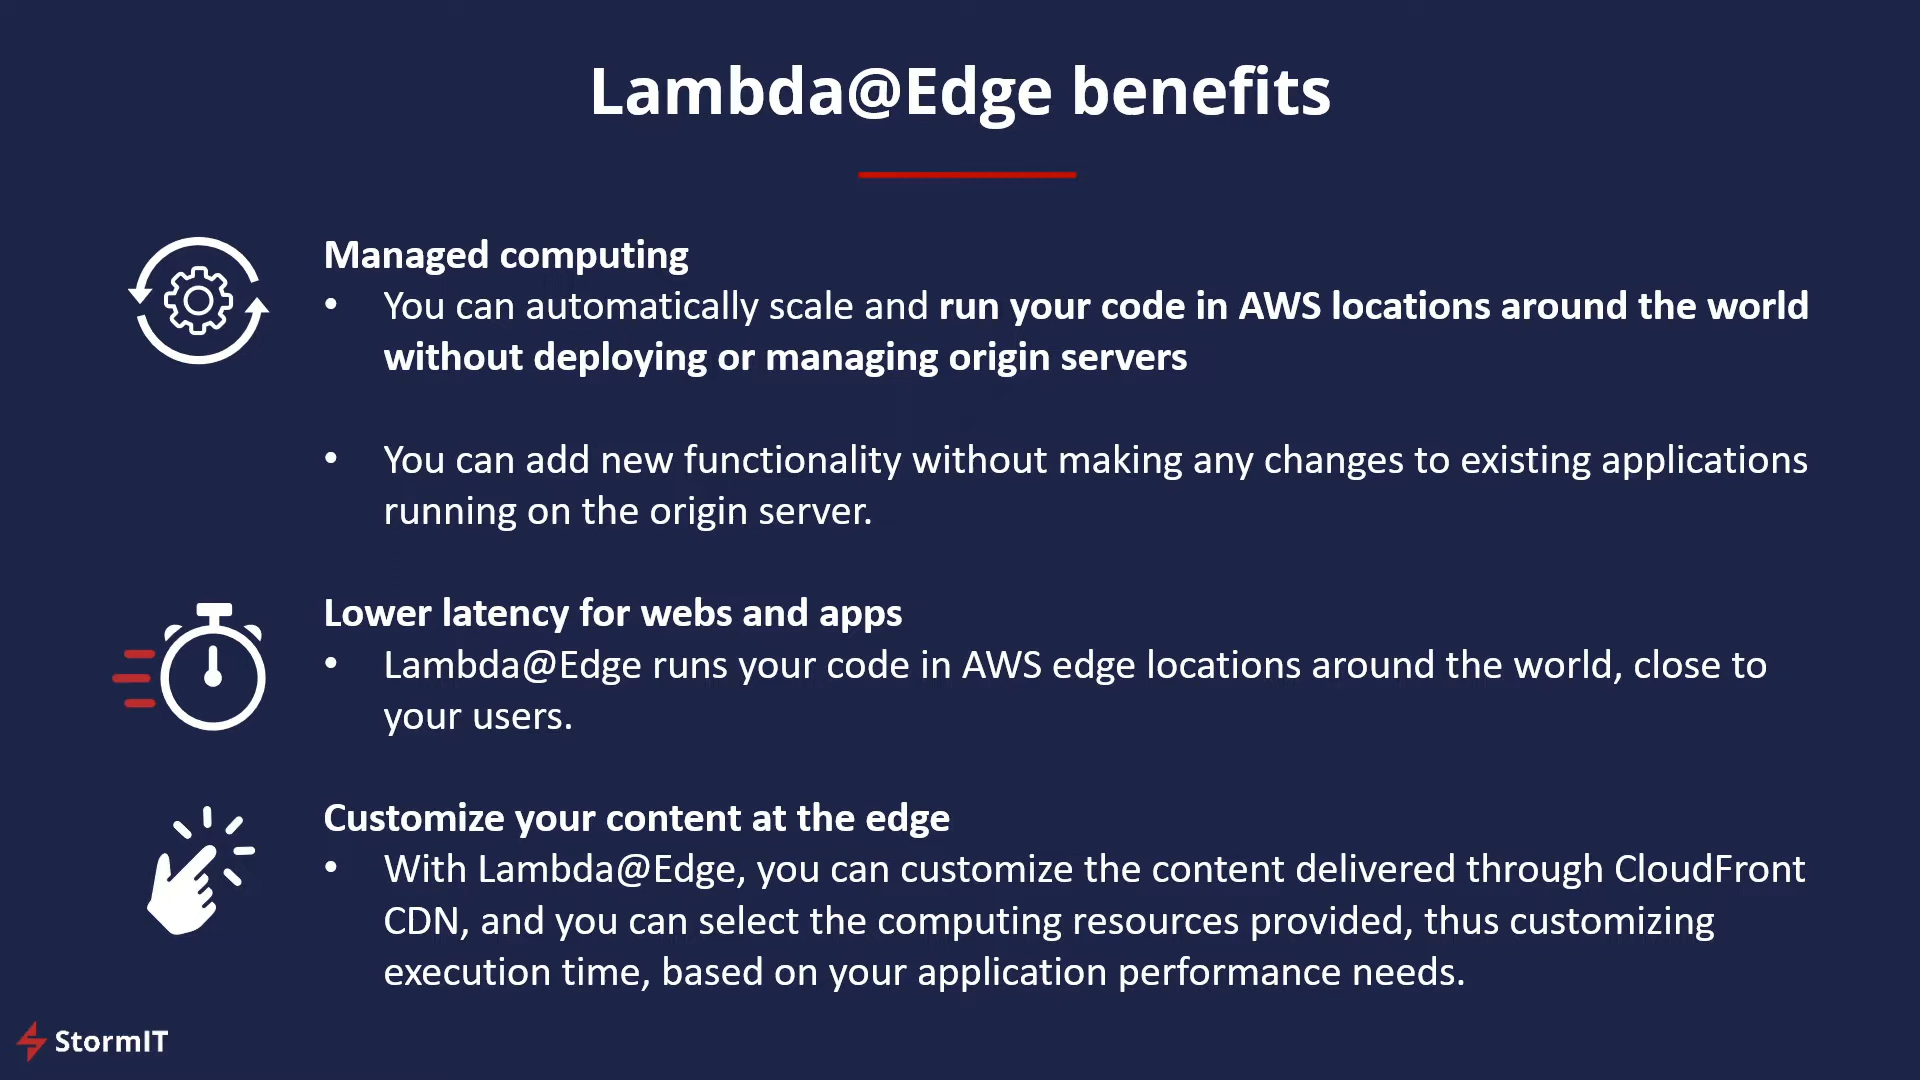 Lambda@Edge benefits
Managed computing
• You can automatically scale and run your code in AWS locations around the world
without deploying or managing origin servers
• You can add new functionality without making any changes to existing applications
running on the origin server.
Lower latency for webs and apps
• Lambda@Edge runs your code in AWS edge locations around the world, close to
your users.
Customize your content at the edge
• With Lambda@Edge, you can customize the content delivered through CloudFront
CDN, and you can select the computing resources provided, thus customizing
execution time, based on your application performance needs.
StormIT